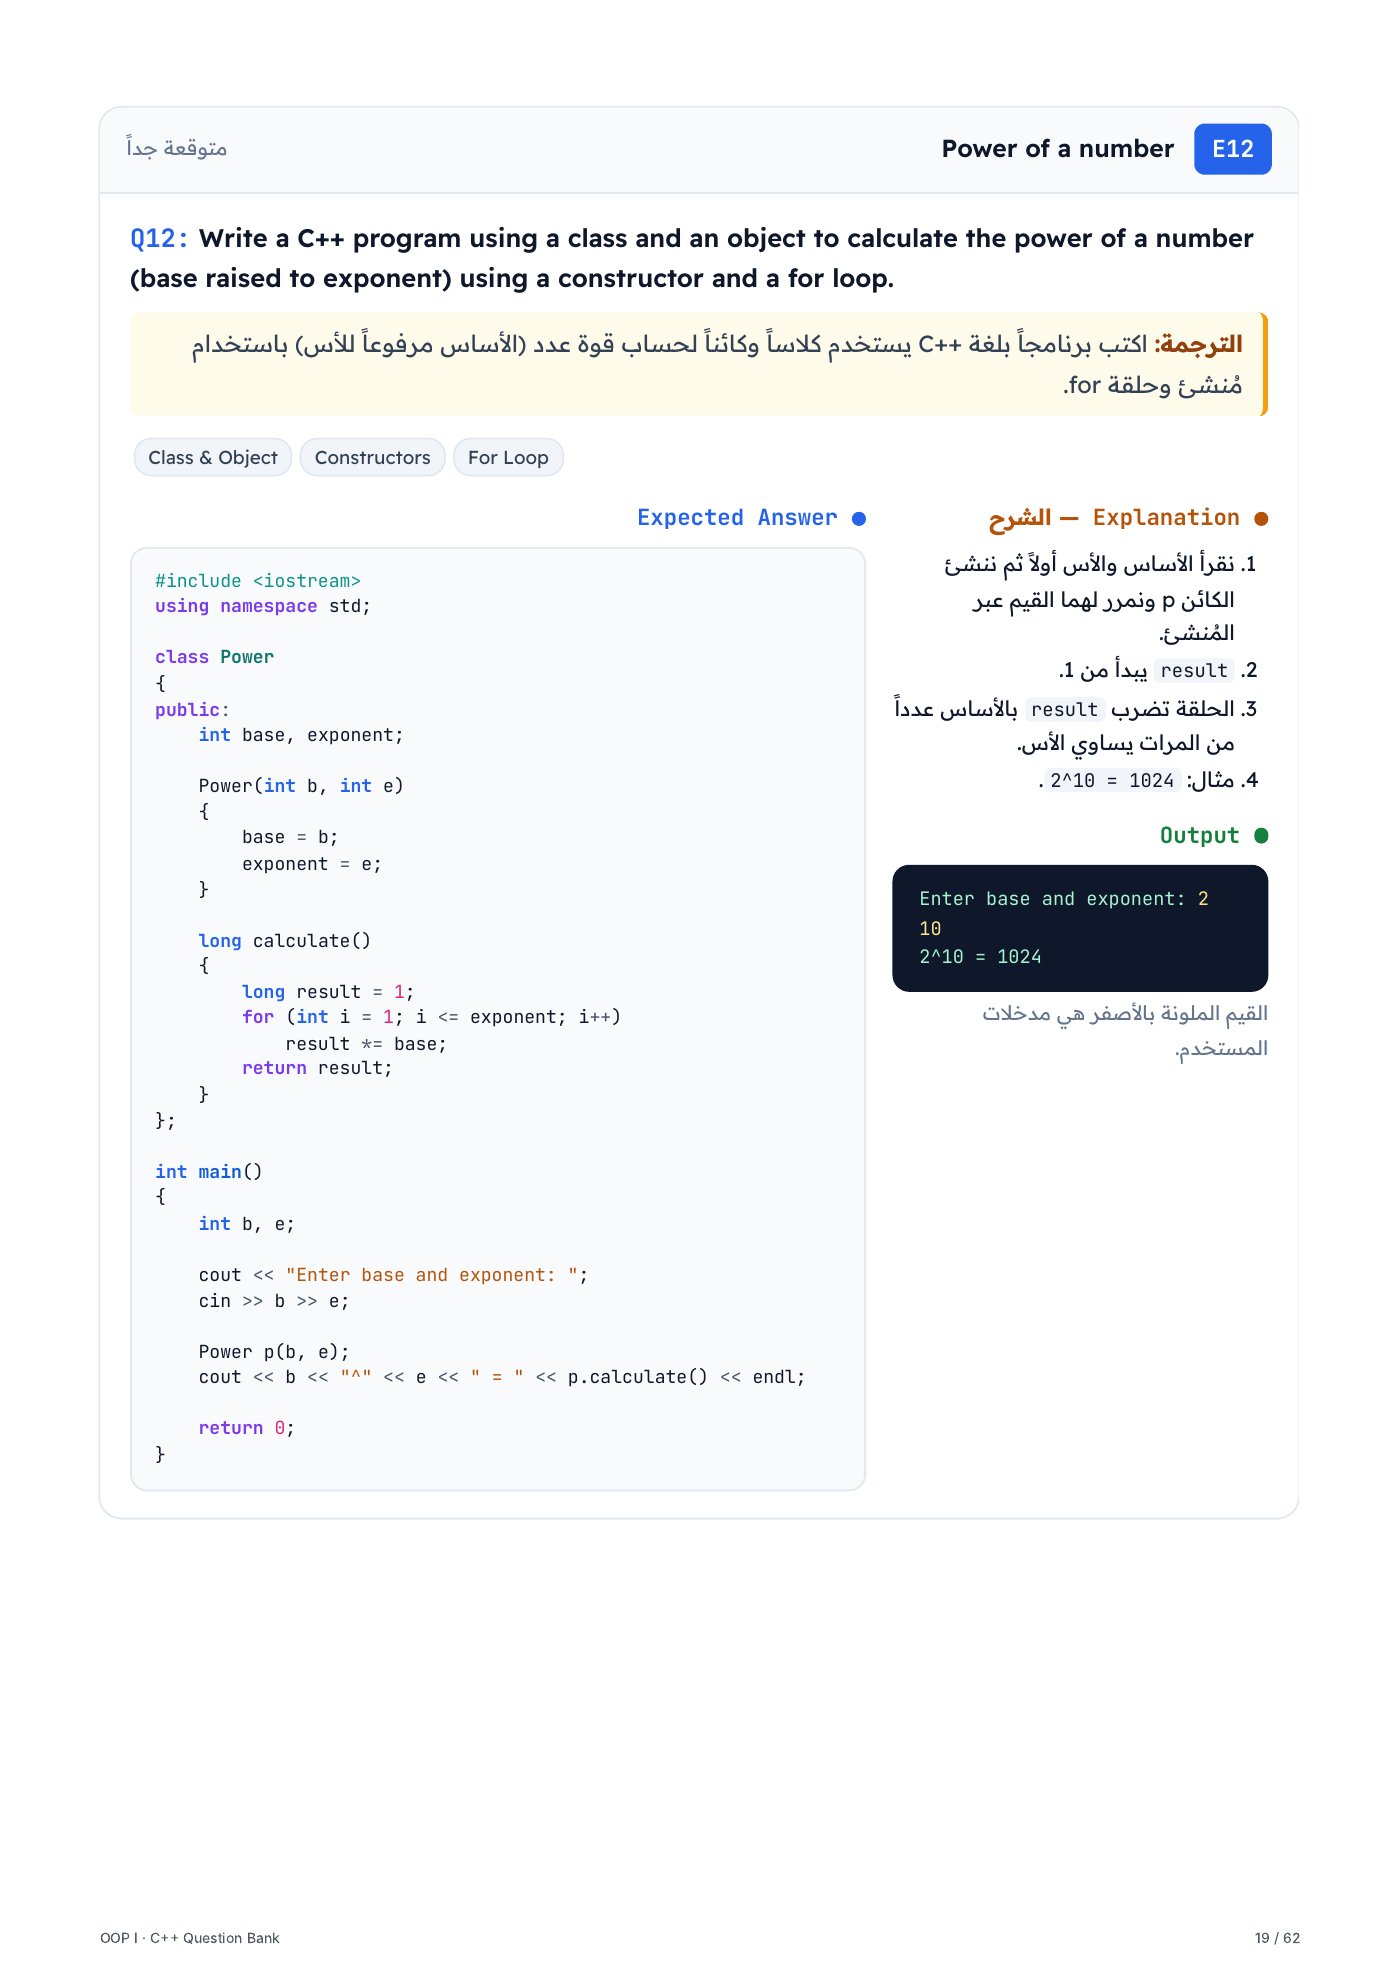 E12 Power of a number
متوقعة جداً
Q12: Write a C++ program using a class and an object to calculate the power of a number
(base raised to exponent) using a constructor and a for loop.
الترجمة: اكتب برنامجاً بلغة C++ يستخدم كلاساً وكائناً لحساب قوة عدد (الأساس مرفوعاً للأس) باستخدام
مُنشئ وحلقة for.
Class & Object
Constructors
For Loop
Explanation — الشرح
1. نقرأ الأساس والأس أولاً ثم ننشئ
الكائن p ونمرر لهما القيم عبر
المُنشئ.
2. result يبدأ من 1.
3. الحلقة تضرب result بالأساس عدداً
من المرات يساوي الأس.
4. مثال: 2^10 = 1024.
Output
Enter base and exponent: 2
10
2^10 = 1024
القيم الملونة بالأصفر هي مدخلات
المستخدم.
Expected Answer
#include <iostream>
using namespace std;

class Power
{
public:
    int base, exponent;

    Power(int b, int e)
    {
        base = b;
        exponent = e;
    }

    long calculate()
    {
        long result = 1;
        for (int i = 1; i <= exponent; i++)
            result *= base;
        return result;
    }
};

int main()
{
    int b, e;

    cout << "Enter base and exponent: ";
    cin >> b >> e;

    Power p(b, e);
    cout << b << "^" << e << " = " << p.calculate() << endl;

    return 0;
}
OOP I · C++ Question Bank
19 / 62